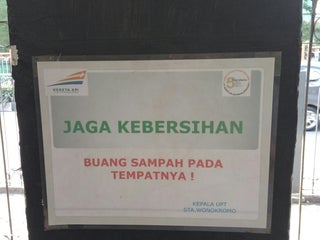 KERETA API
JAGA KEBERSIHAN
BUANG SAMPAH PADA
TEMPATNYA !
KEPALA UPT
STA.WONOKROMO